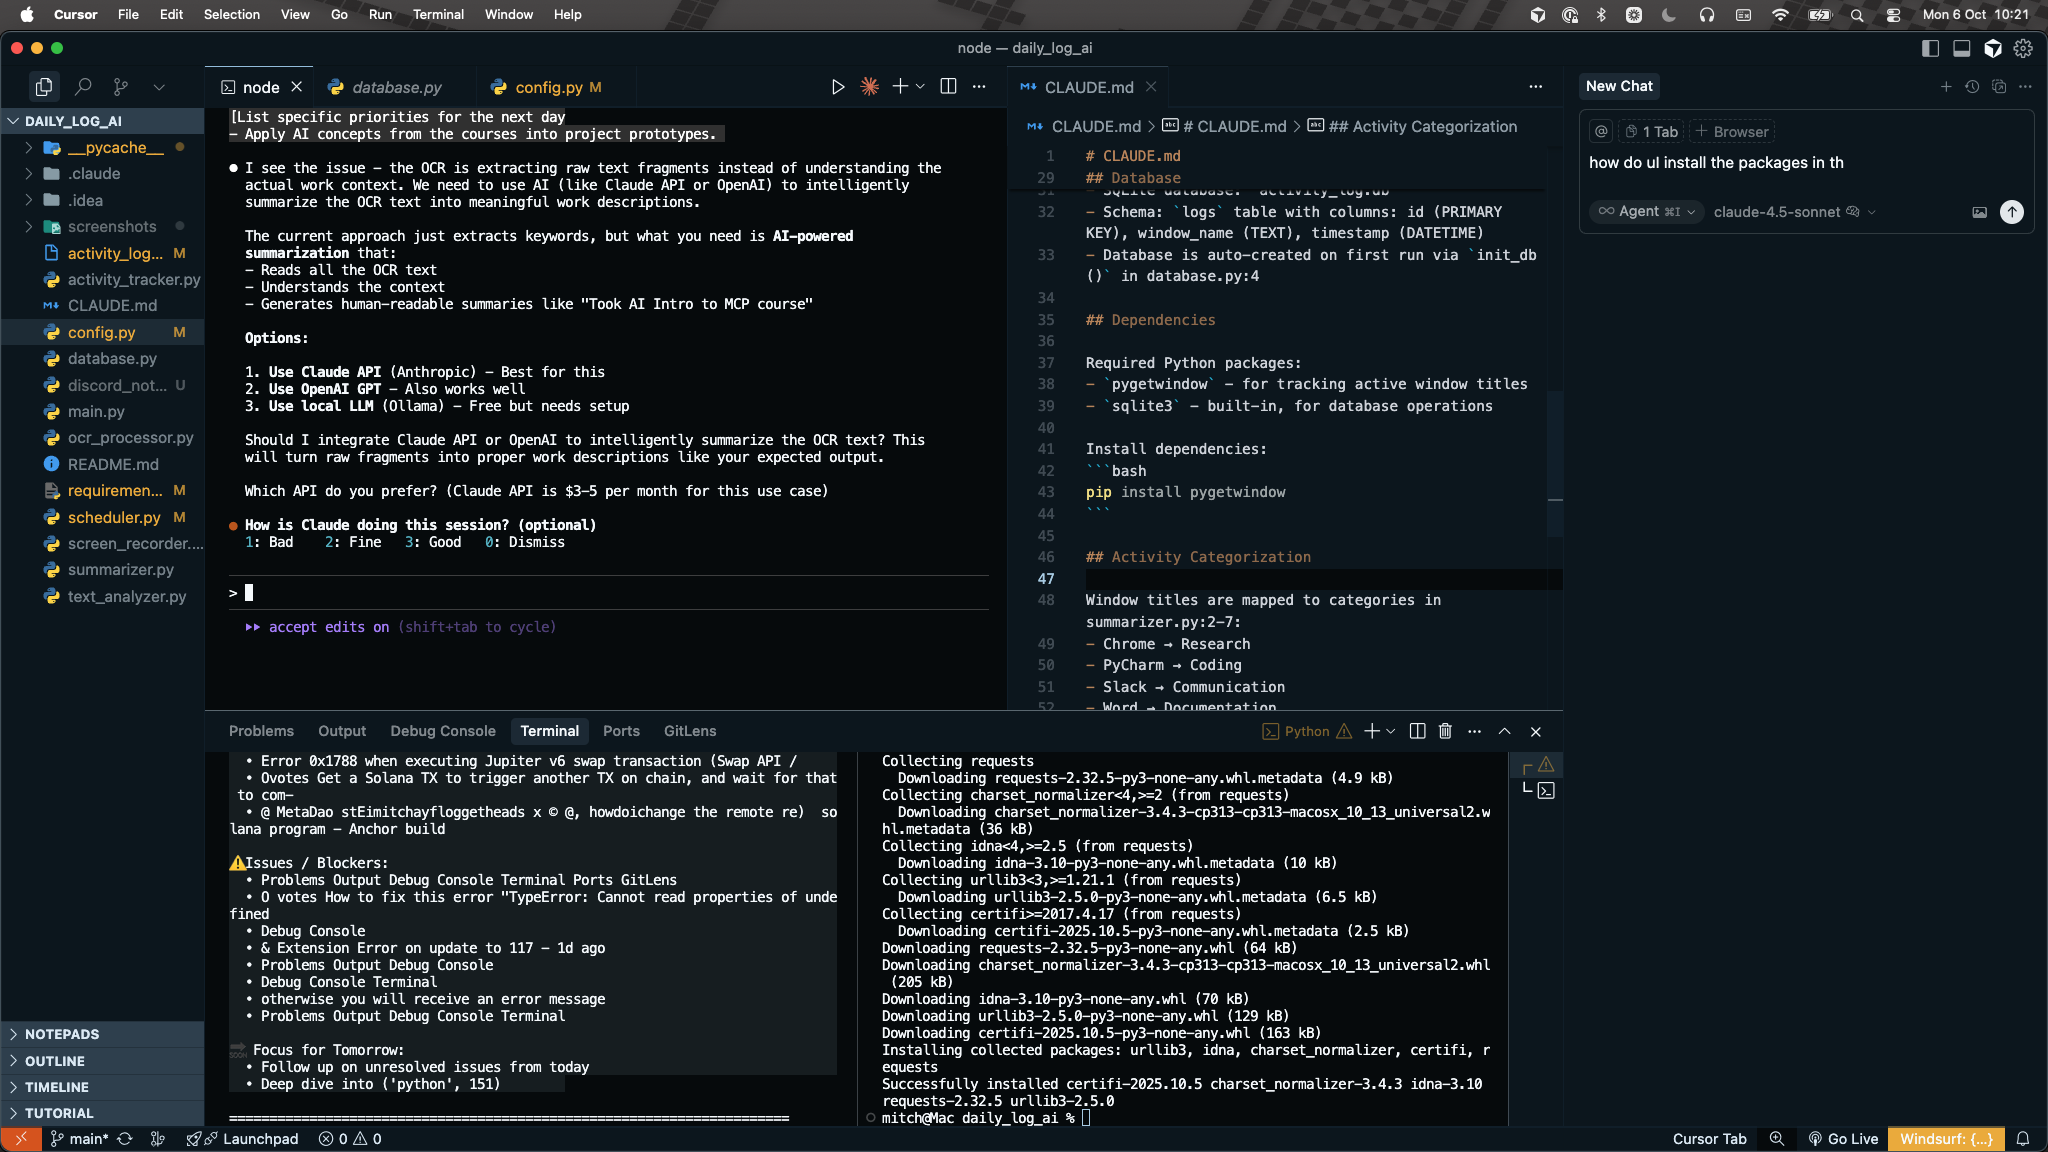 Cursor File Edit Selection View Go Run Terminal Window Help
Mon 6 Oct 10:21
node — daily_log_ai
DAILY_LOG_AI
__pycache__
.claude
.idea
screenshots
activity_log... M
activity_tracker.py
CLAUDE.md
config.py M
database.py
discord_not... U
main.py
ocr_processor.py
README.md
requiremen... M
scheduler.py M
screen_recorder....
summarizer.py
text_analyzer.py
NOTEPADS
OUTLINE
TIMELINE
TUTORIAL
node
database.py
config.py M
[List specific priorities for the next day
- Apply AI concepts from the courses into project prototypes.
I see the issue - the OCR is extracting raw text fragments instead of understanding the
actual work context. We need to use AI (like Claude API or OpenAI) to intelligently
summarize the OCR text into meaningful work descriptions.
The current approach just extracts keywords, but what you need is AI-powered
summarization that:
- Reads all the OCR text
- Understands the context
- Generates human-readable summaries like "Took AI Intro to MCP course"
Options:
1. Use Claude API (Anthropic) - Best for this
2. Use OpenAI GPT - Also works well
3. Use local LLM (Ollama) - Free but needs setup
Should I integrate Claude API or OpenAI to intelligently summarize the OCR text? This
will turn raw fragments into proper work descriptions like your expected output.
Which API do you prefer? (Claude API is $3-5 per month for this use case)
How is Claude doing this session? (optional)
1: Bad 2: Fine 3: Good 0: Dismiss
>
accept edits on (shift+tab to cycle)
CLAUDE.md
CLAUDE.md > # CLAUDE.md > ## Activity Categorization
1 # CLAUDE.md
29 ## Database
31 - SQLite database: `activity_log.db`
32 - Schema: `logs` table with columns: id (PRIMARY
KEY), window_name (TEXT), timestamp (DATETIME)
33 - Database is auto-created on first run via `init_db
()` in database.py:4
34
35 ## Dependencies
36
37 Required Python packages:
38 - `pygetwindow` - for tracking active window titles
39 - `sqlite3` - built-in, for database operations
40
41 Install dependencies:
42 ```bash
43 pip install pygetwindow
44 ```
45
46 ## Activity Categorization
47
48 Window titles are mapped to categories in
summarizer.py:2-7:
49 - Chrome → Research
50 - PyCharm → Coding
51 - Slack → Communication
52 - Word → Documentation
New Chat
@ 1 Tab + Browser
how do uI install the packages in th
Agent ⌘I claude-4.5-sonnet
Problems Output Debug Console Terminal Ports GitLens
Python
• Error 0x1788 when executing Jupiter v6 swap transaction (Swap API /
• Ovotes Get a Solana TX to trigger another TX on chain, and wait for that
to com-
• @ MetaDao stEimitchayfloggetheads x © @, howdoichange the remote re) so
lana program - Anchor build
⚠️Issues / Blockers:
• Problems Output Debug Console Terminal Ports GitLens
• O votes How to fix this error "TypeError: Cannot read properties of unde
fined
• Debug Console
• & Extension Error on update to 117 - 1d ago
• Problems Output Debug Console
• Debug Console Terminal
• otherwise you will receive an error message
• Problems Output Debug Console Terminal
🔜 Focus for Tomorrow:
• Follow up on unresolved issues from today
• Deep dive into ('python', 151)
======================================================================
Collecting requests
Downloading requests-2.32.5-py3-none-any.whl.metadata (4.9 kB)
Collecting charset_normalizer<4,>=2 (from requests)
Downloading charset_normalizer-3.4.3-cp313-cp313-macosx_10_13_universal2.w
hl.metadata (36 kB)
Collecting idna<4,>=2.5 (from requests)
Downloading idna-3.10-py3-none-any.whl.metadata (10 kB)
Collecting urllib3<3,>=1.21.1 (from requests)
Downloading urllib3-2.5.0-py3-none-any.whl.metadata (6.5 kB)
Collecting certifi>=2017.4.17 (from requests)
Downloading certifi-2025.10.5-py3-none-any.whl.metadata (2.5 kB)
Downloading requests-2.32.5-py3-none-any.whl (64 kB)
Downloading charset_normalizer-3.4.3-cp313-cp313-macosx_10_13_universal2.whl
(205 kB)
Downloading idna-3.10-py3-none-any.whl (70 kB)
Downloading urllib3-2.5.0-py3-none-any.whl (129 kB)
Downloading certifi-2025.10.5-py3-none-any.whl (163 kB)
Installing collected packages: urllib3, idna, charset_normalizer, certifi, r
equests
Successfully installed certifi-2025.10.5 charset_normalizer-3.4.3 idna-3.10
requests-2.32.5 urllib3-2.5.0
mitch@Mac daily_log_ai %
main* Launchpad 0 0
Cursor Tab Go Live Windsurf: {...}